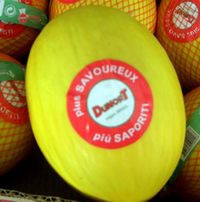 plus SAVOUREUX
DUMONT
più SAPORITI